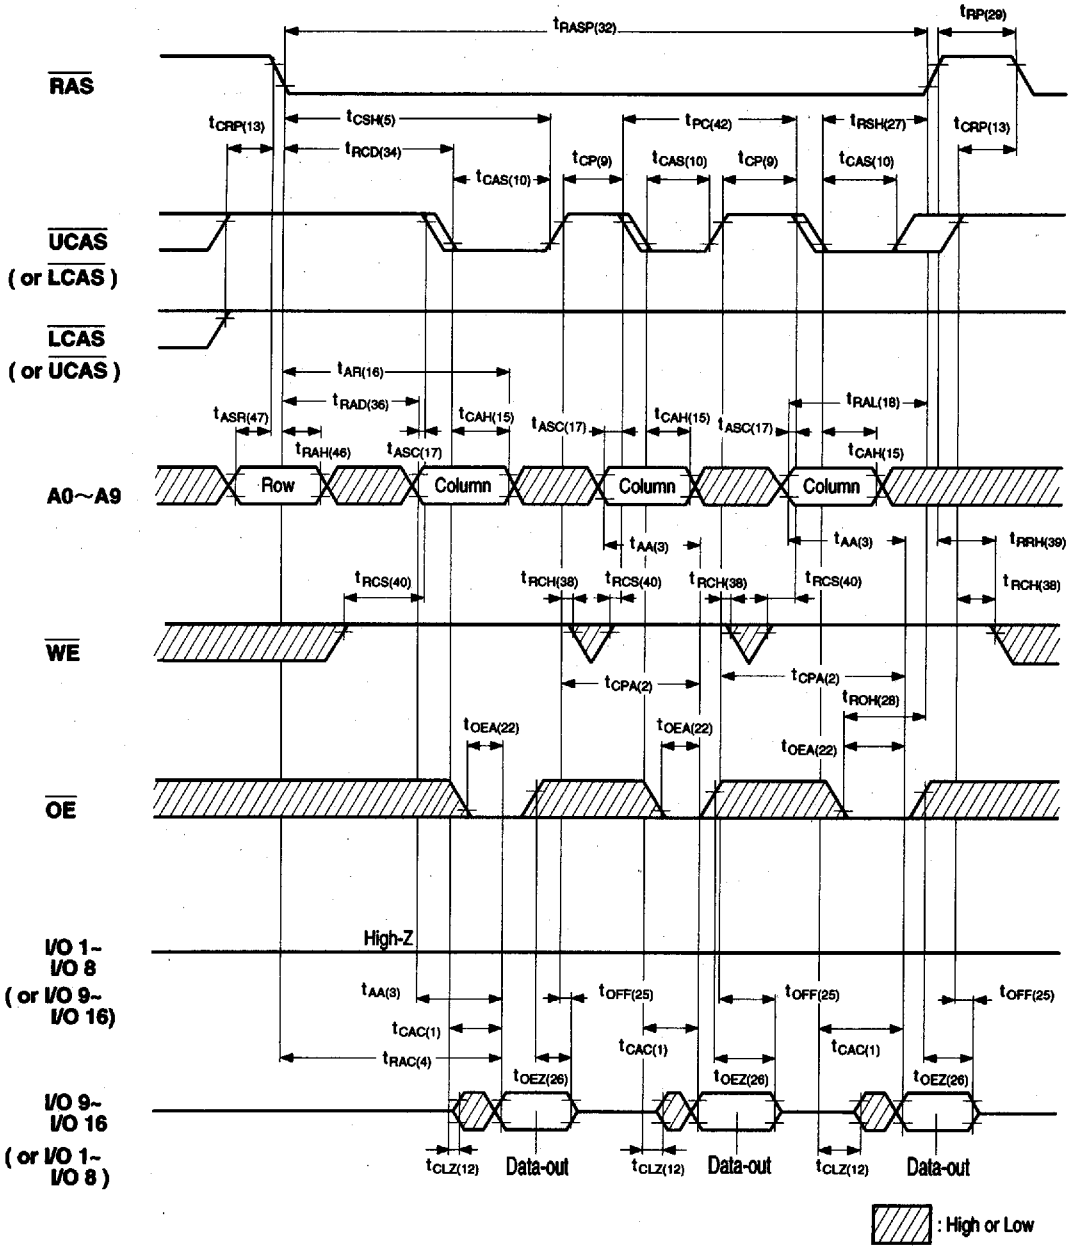 tRASP(32)
tRP(29)
RAS
tCRP(13)
tCSH(5)
tPC(42)
tRSH(27)
tCRP(13)
tRCD(34)
tCAS(10)
tCP(9)
tCAS(10)
tCP(9)
tCAS(10)
UCAS
( or LCAS )
LCAS
( or UCAS )
tAR(16)
tRAD(36)
tRAL(18)
tASR(47)
tCAH(15)
tASC(17)
tCAH(15)
tASC(17)
tRAH(46)
tASC(17)
tCAH(15)
A0~A9
Row
Column
Column
Column
tAA(3)
tAA(3)
tRRH(39)
tRCS(40)
tRCH(38)
tRCS(40)
tRCH(38)
tRCS(40)
tRCH(38)
WE
tCPA(2)
tCPA(2)
tROH(28)
tOEA(22)
tOEA(22)
tOEA(22)
OE
High-Z
I/O 1~
I/O 8
( or I/O 9~
I/O 16)
tAA(3)
tOFF(25)
tOFF(25)
tOFF(25)
tCAC(1)
tCAC(1)
tCAC(1)
tRAC(4)
tOEZ(26)
tOEZ(26)
tOEZ(26)
I/O 9~
I/O 16
( or I/O 1~
I/O 8 )
tCLZ(12)
Data-out
tCLZ(12)
Data-out
tCLZ(12)
Data-out
: High or Low